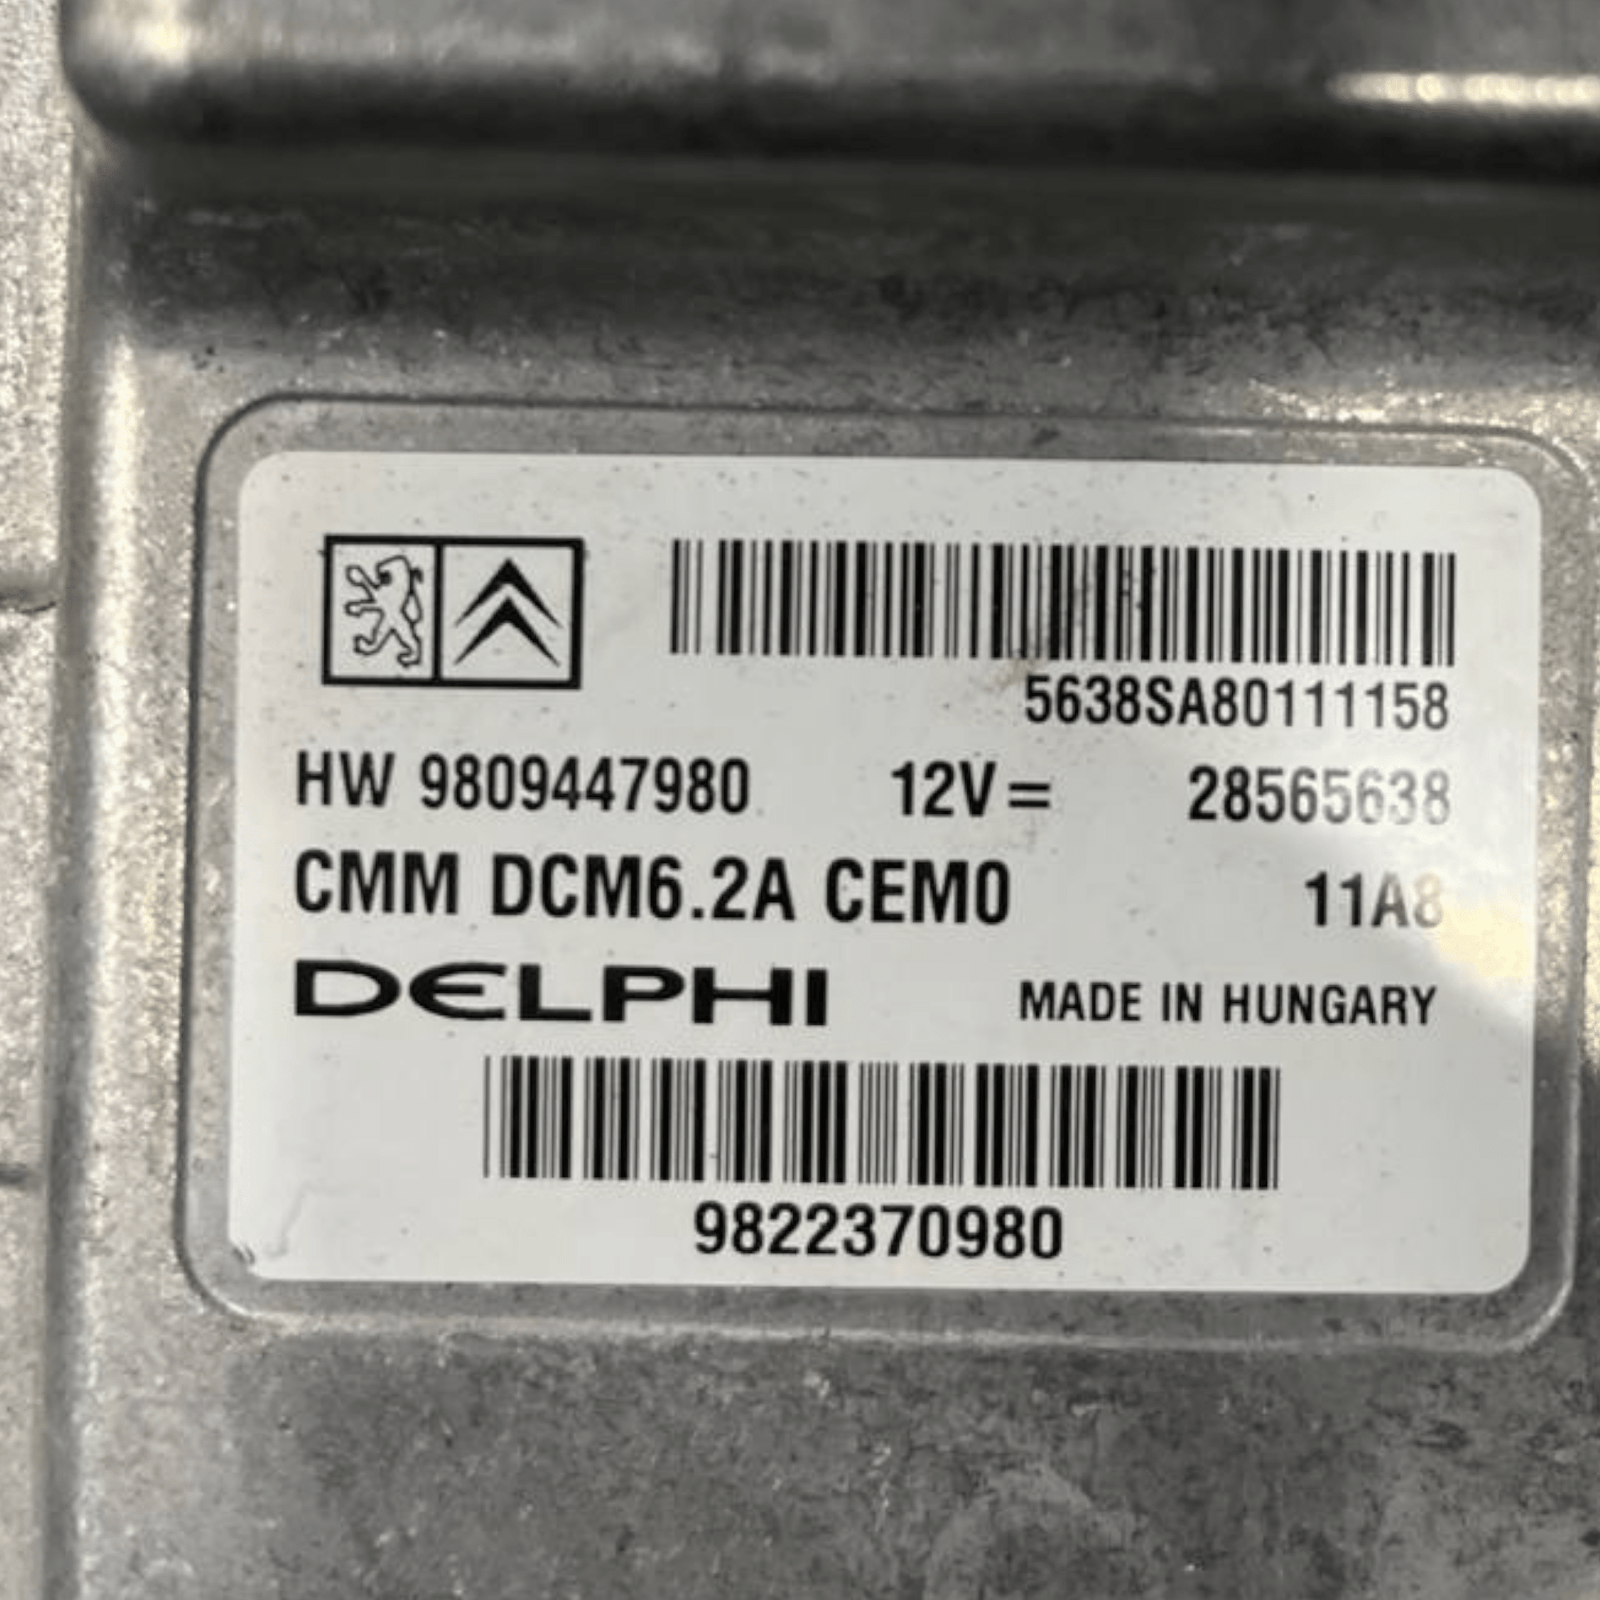 5638SA80111158
HW 9809447980 12V= 28565638
CMM DCM6.2A CEM0 11A8
DELPHI MADE IN HUNGARY
9822370980